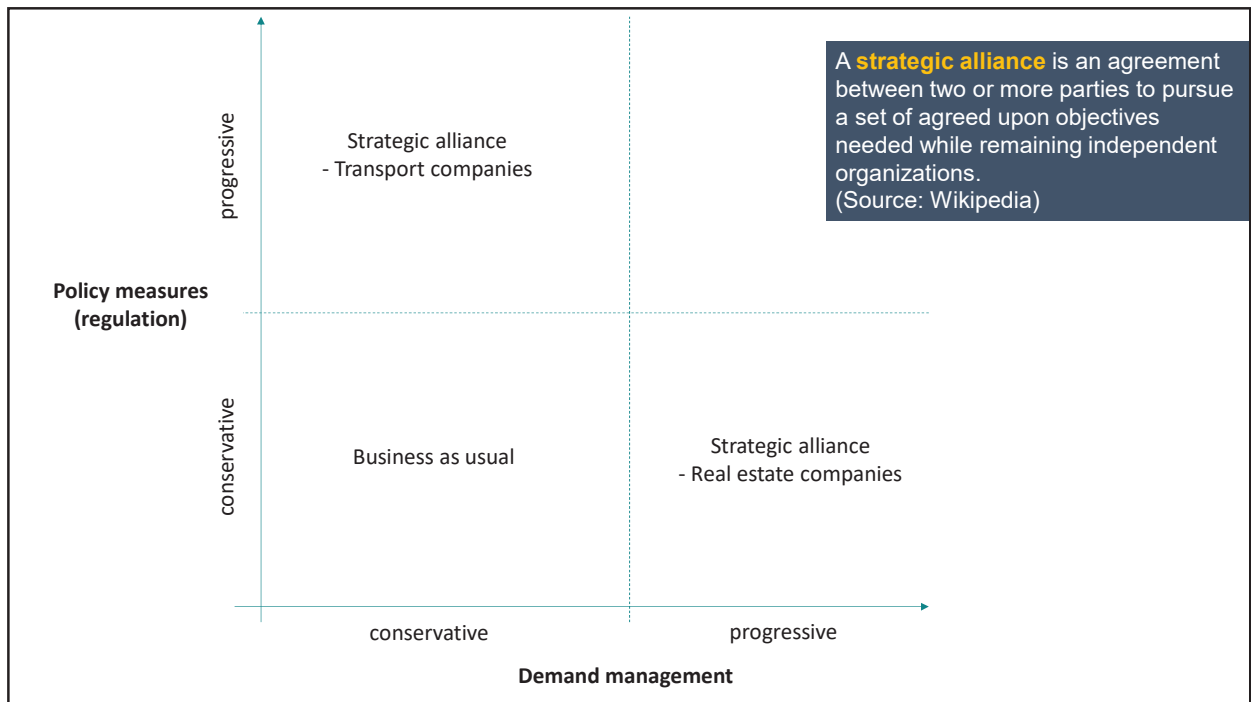 A strategic alliance is an agreement
between two or more parties to pursue
a set of agreed upon objectives
needed while remaining independent
organizations.
(Source: Wikipedia)
progressive
Strategic alliance
- Transport companies
Policy measures
(regulation)
conservative
Business as usual
Strategic alliance
- Real estate companies
conservative
progressive
Demand management